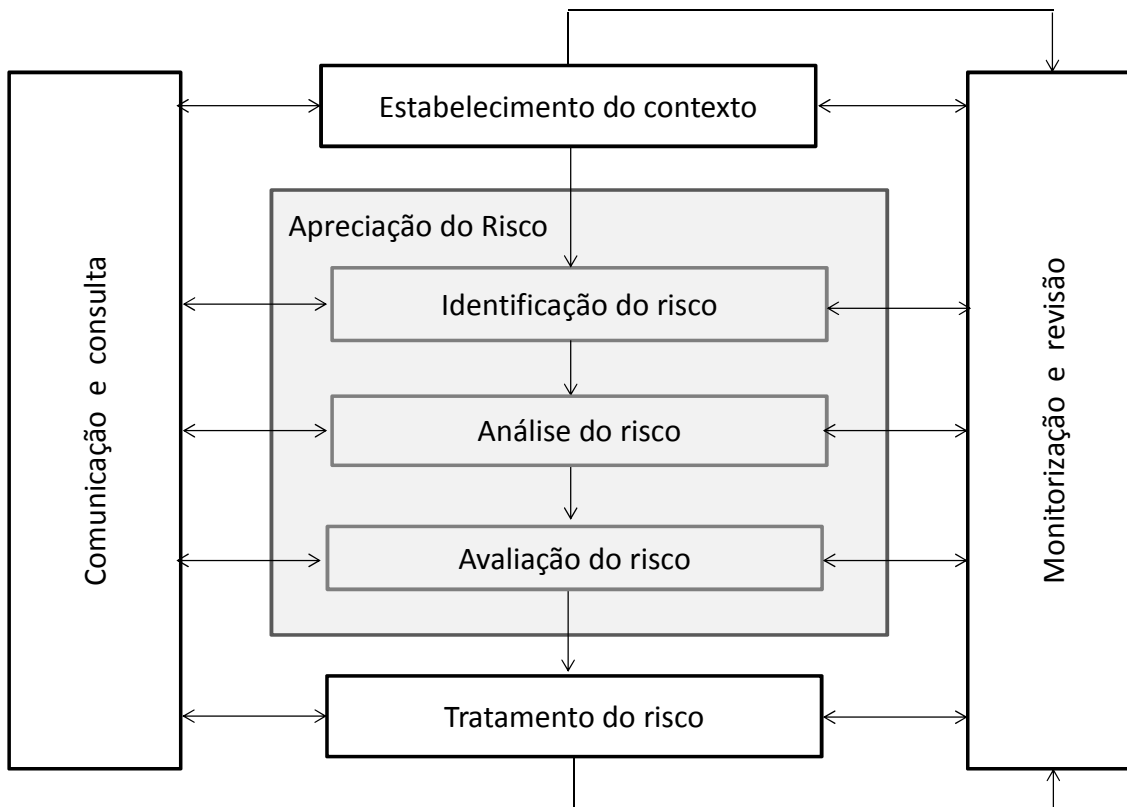 Estabelecimento do contexto
Comunicação e consulta
Apreciação do Risco
Identificação do risco
Análise do risco
Avaliação do risco
Tratamento do risco
Monitorização e revisão